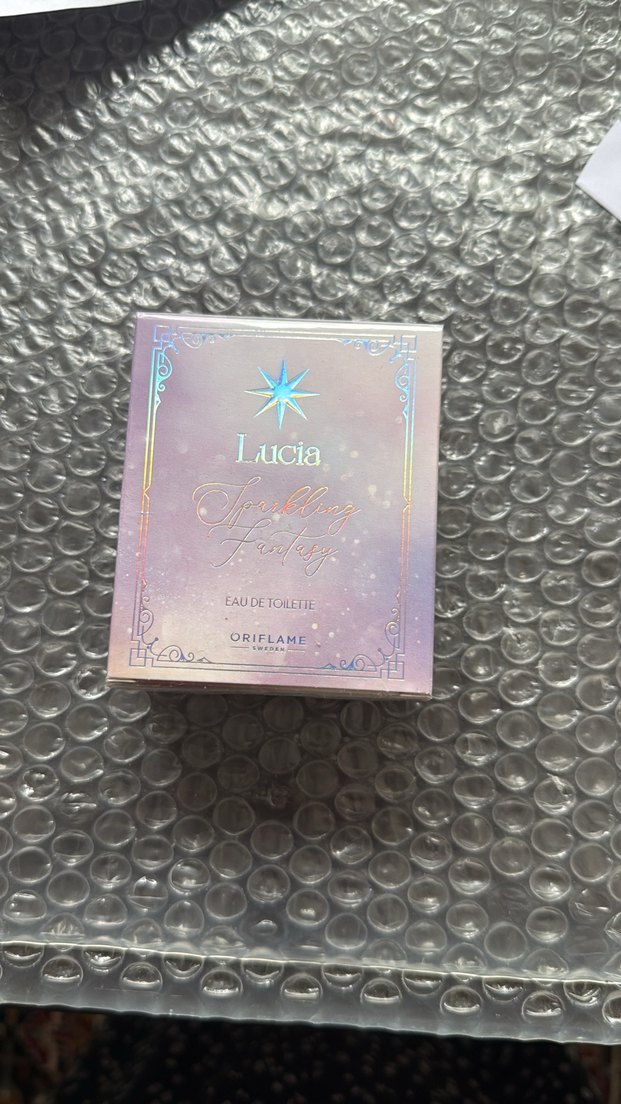 Lucia
Sparkling
Fantasy
EAU DE TOILETTE
ORIFLAME
SWEDEN